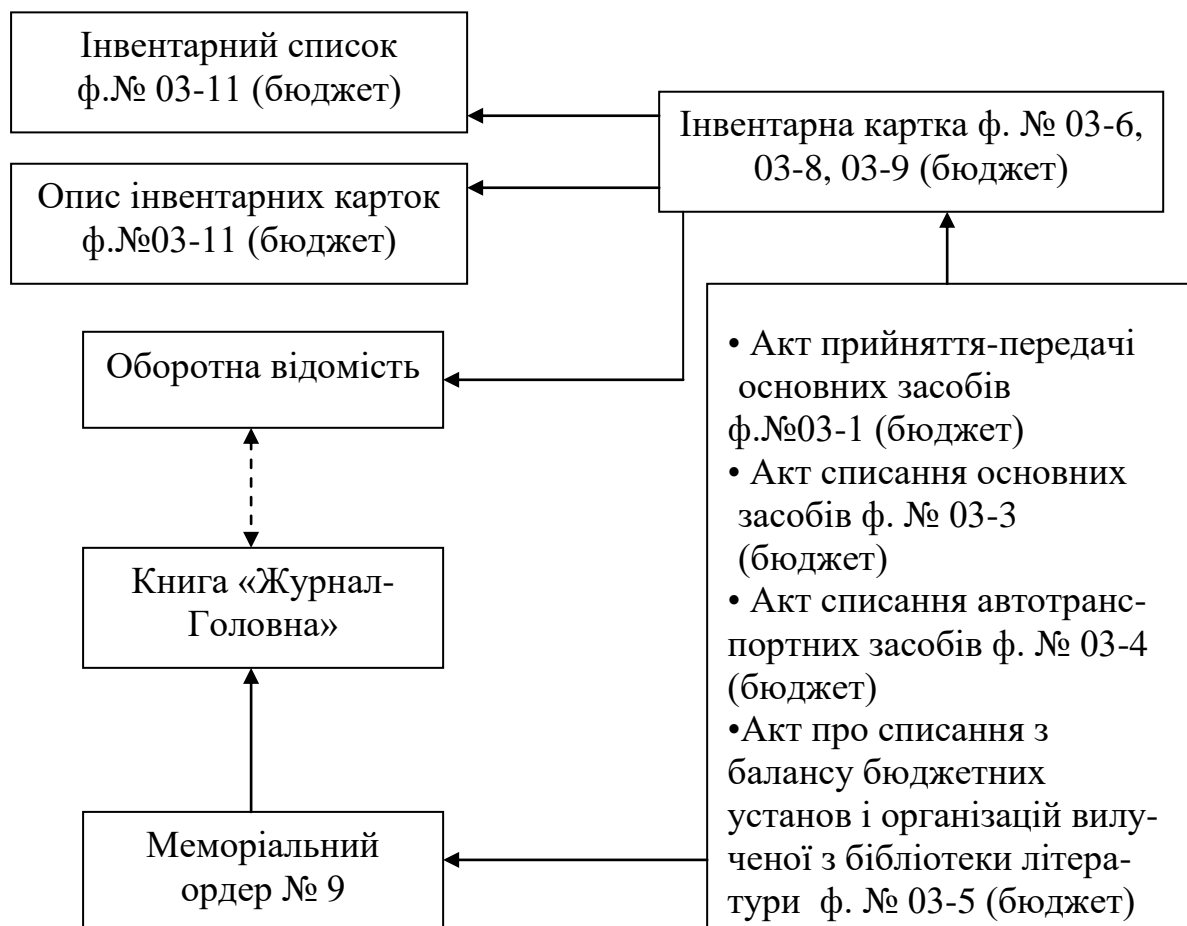 Інвентарний список
ф.№ 03-11 (бюджет)
Інвентарна картка ф. № 03-6,
03-8, 03-9 (бюджет)
Опис інвентарних карток
ф.№03-11 (бюджет)
Оборотна відомість
Книга «Журнал-
Головна»
Меморіальний
ордер № 9
• Акт прийняття-передачі
основних засобів
ф.№03-1 (бюджет)
• Акт списання основних
засобів ф. № 03-3
(бюджет)
• Акт списання автотранс-
портних засобів ф. № 03-4
(бюджет)
•Акт про списання з
балансу бюджетних
установ і організацій вилу-
ченої з бібліотеки літера-
тури ф. № 03-5 (бюджет)